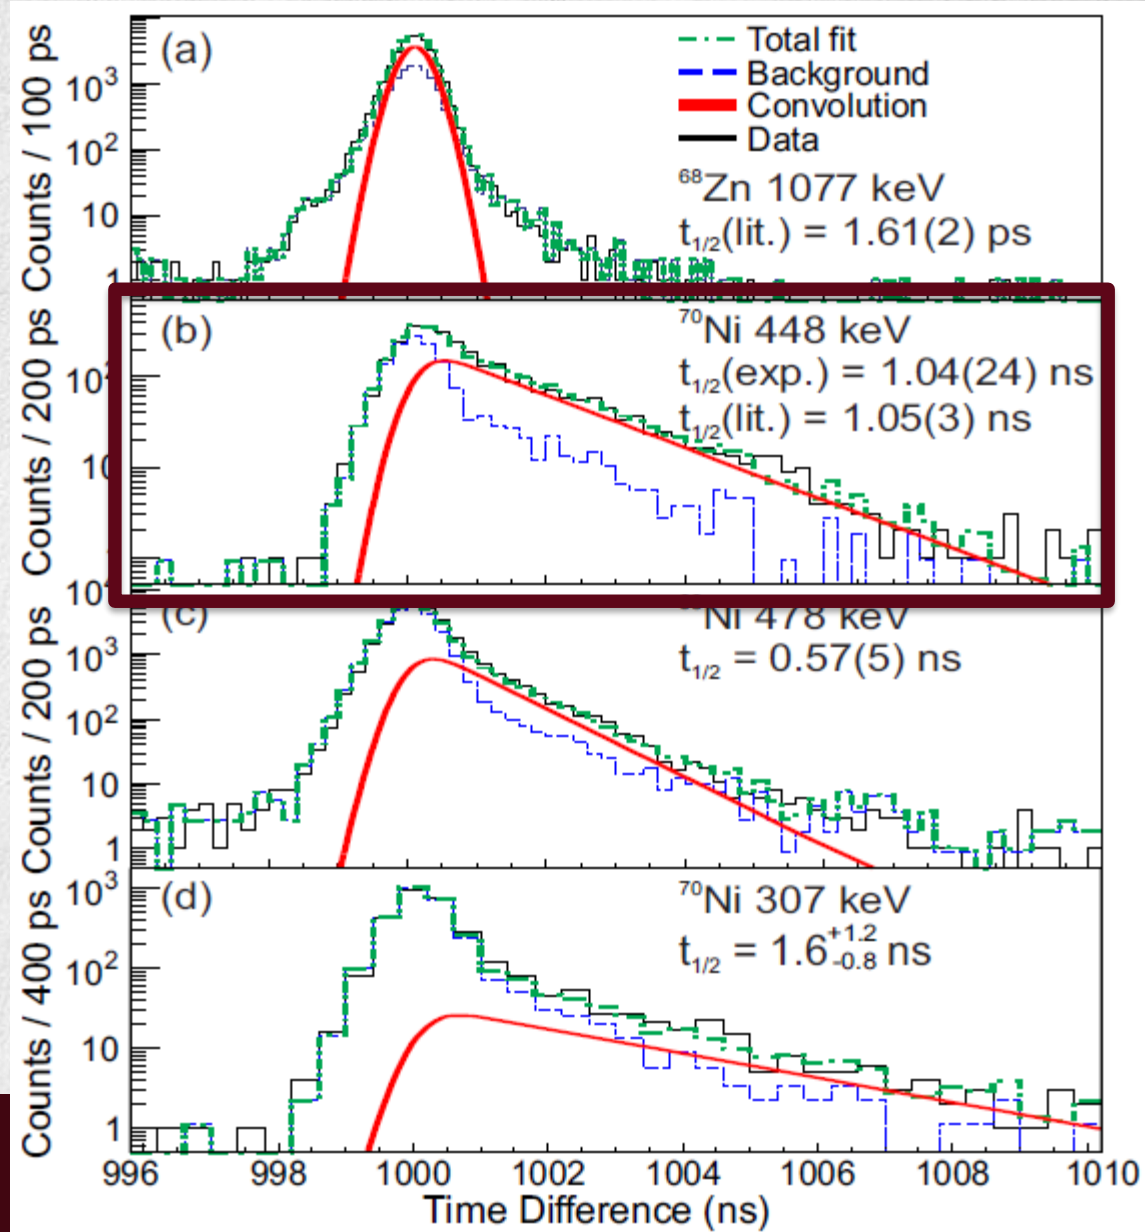 (a)
Total fit
Background
Convolution
Data
⁶⁸Zn 1077 keV
t₁/₂(lit.) = 1.61(2) ps
Counts / 100 ps
10³
10²
10
1
(b)
⁷⁰Ni 448 keV
t₁/₂(exp.) = 1.04(24) ns
t₁/₂(lit.) = 1.05(3) ns
Counts / 200 ps
10
(c)
Ni 478 keV
t₁/₂ = 0.57(5) ns
Counts / 200 ps
10³
10²
10
1
(d)
⁷⁰Ni 307 keV
t₁/₂ = 1.6 +1.2 -0.8 ns
Counts / 400 ps
10³
10²
10
1
996 998 1000 1002 1004 1006 1008 1010
Time Difference (ns)